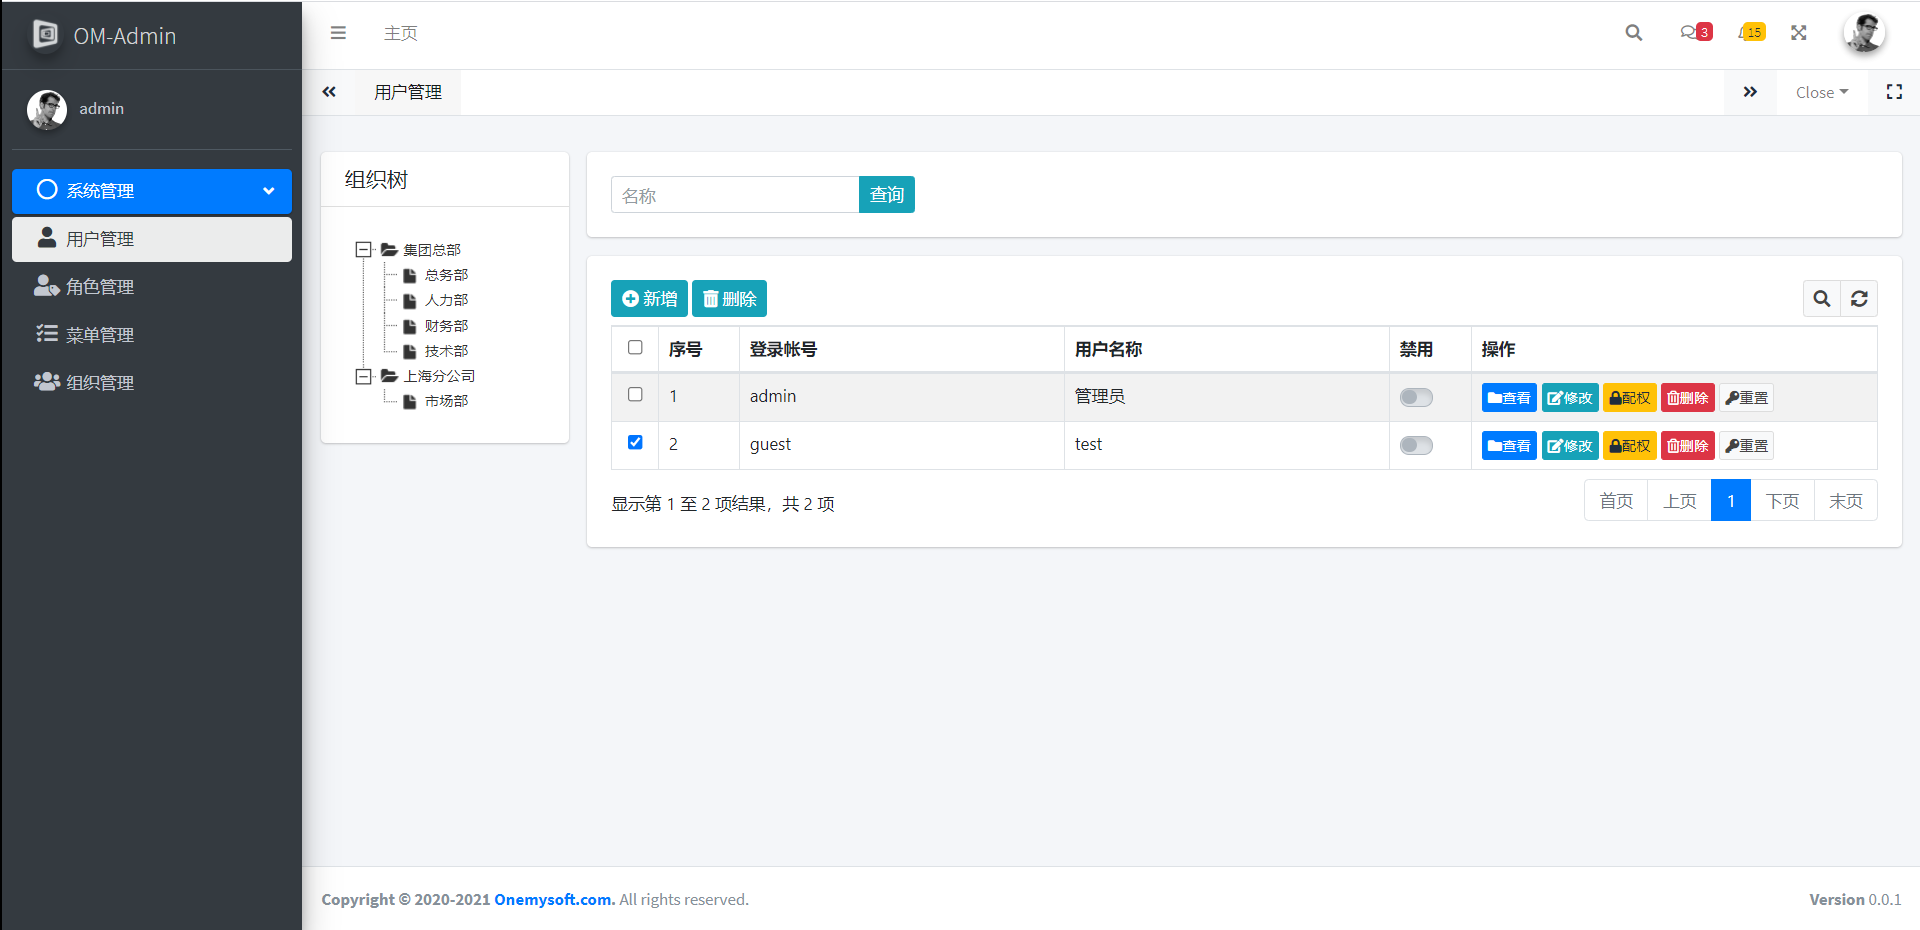 OM-Admin
主页
3
15
admin
用户管理
Close
系统管理
用户管理
角色管理
菜单管理
组织管理
组织树
集团总部
总务部
人力部
财务部
技术部
上海分公司
市场部
名称
查询
新增 删除
序号 登录帐号 用户名称 禁用 操作
1 admin 管理员 查看 修改 配权 删除 重置
2 guest test 查看 修改 配权 删除 重置
显示第 1 至 2 项结果，共 2 项
首页 上页 1 下页 末页
Copyright © 2020-2021 Onemysoft.com. All rights reserved.
Version 0.0.1